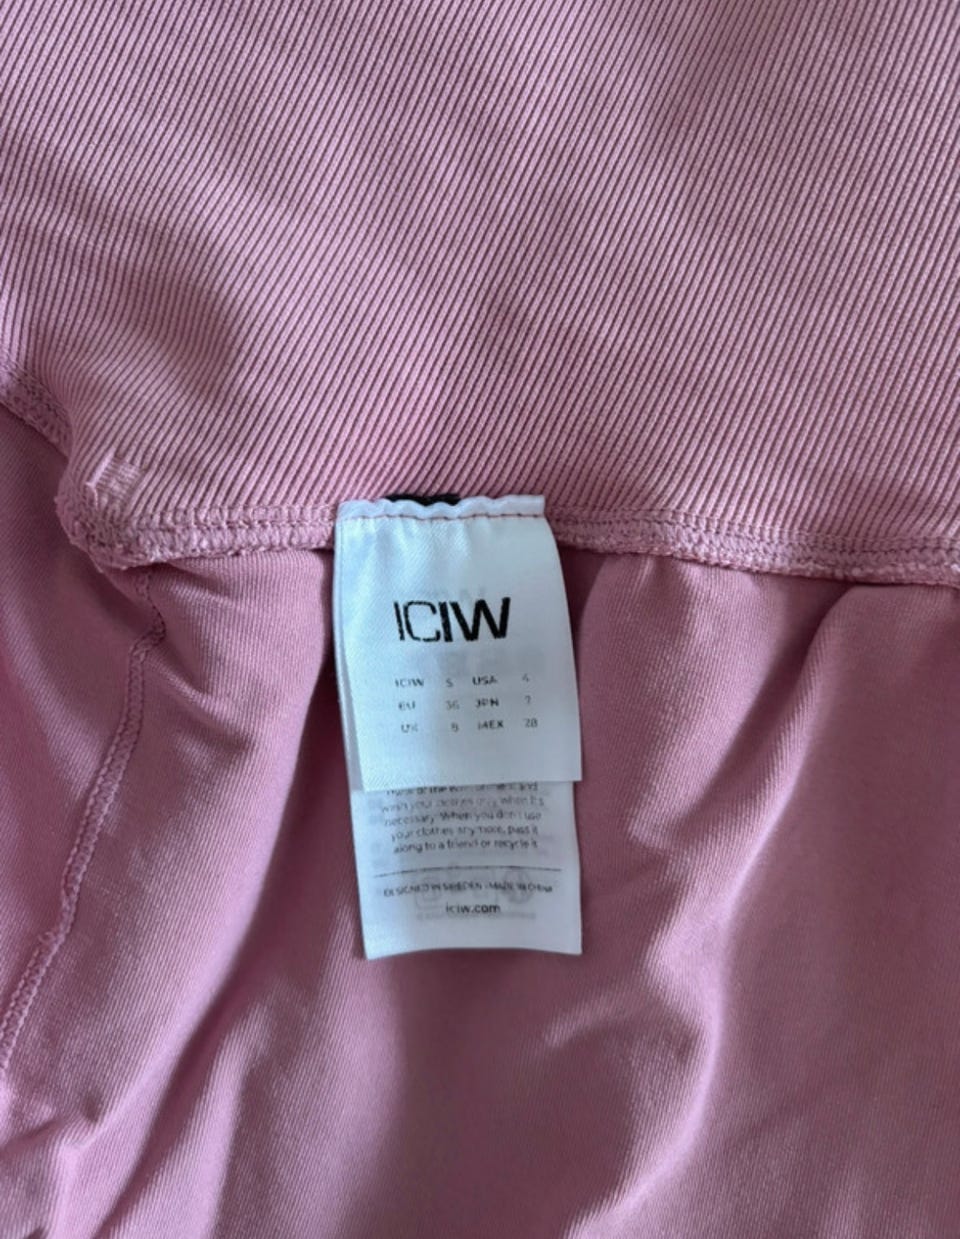 ICIW
ICIW S USA 4
EU 36 JPN 7
UK 8 MEX 28
wash your clothes only when it's
necessary. When you don't use
your clothes anymore, pass it
along to a friend or recycle it
DESIGNED IN SWEDEN - MADE IN CHINA
iciw.com